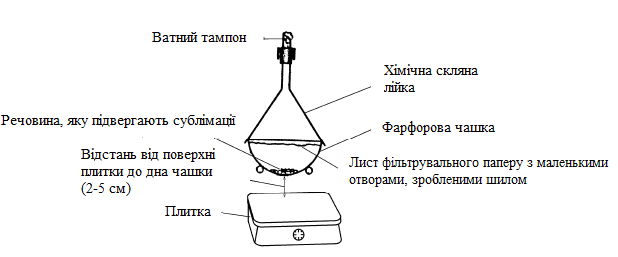 Ватний тампон
Хімічна скляна
лійка
Речовина, яку підвергають сублімації
Фарфорова чашка
Відстань від поверхні
плитки до дна чашки
(2-5 см)
Лист фільтрувального паперу з маленькими
отворами, зробленими шилом
Плитка